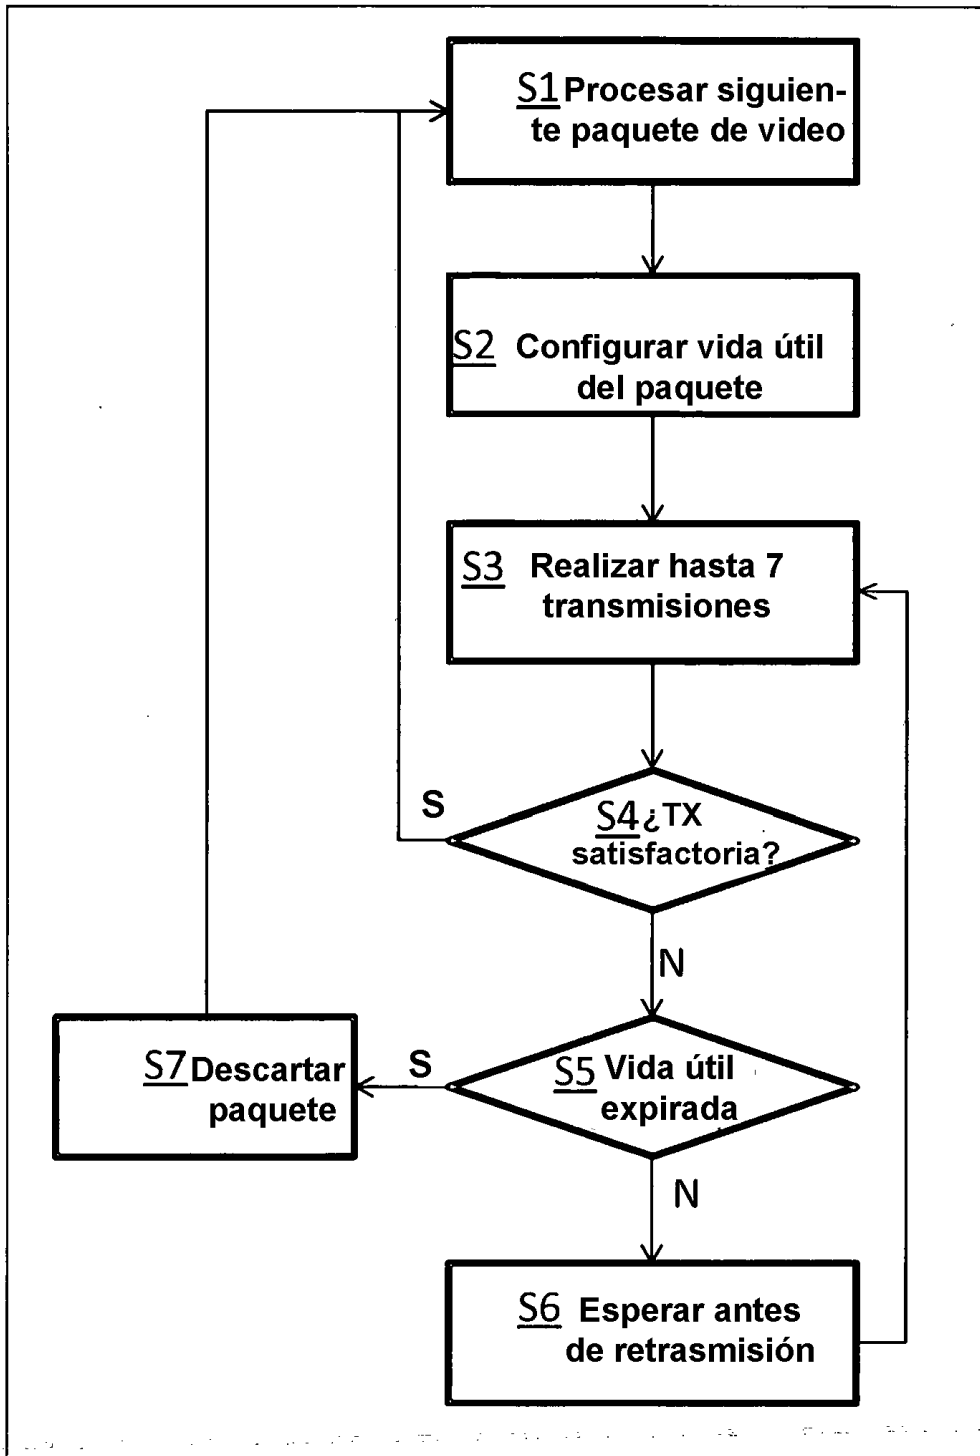 S1 Procesar siguien-
te paquete de video
S2 Configurar vida útil
del paquete
S3 Realizar hasta 7
transmisiones
S
S4 ¿TX
satisfactoria?
N
S7 Descartar
paquete
S
S5 Vida útil
expirada
N
S6 Esperar antes
de retrasmisión